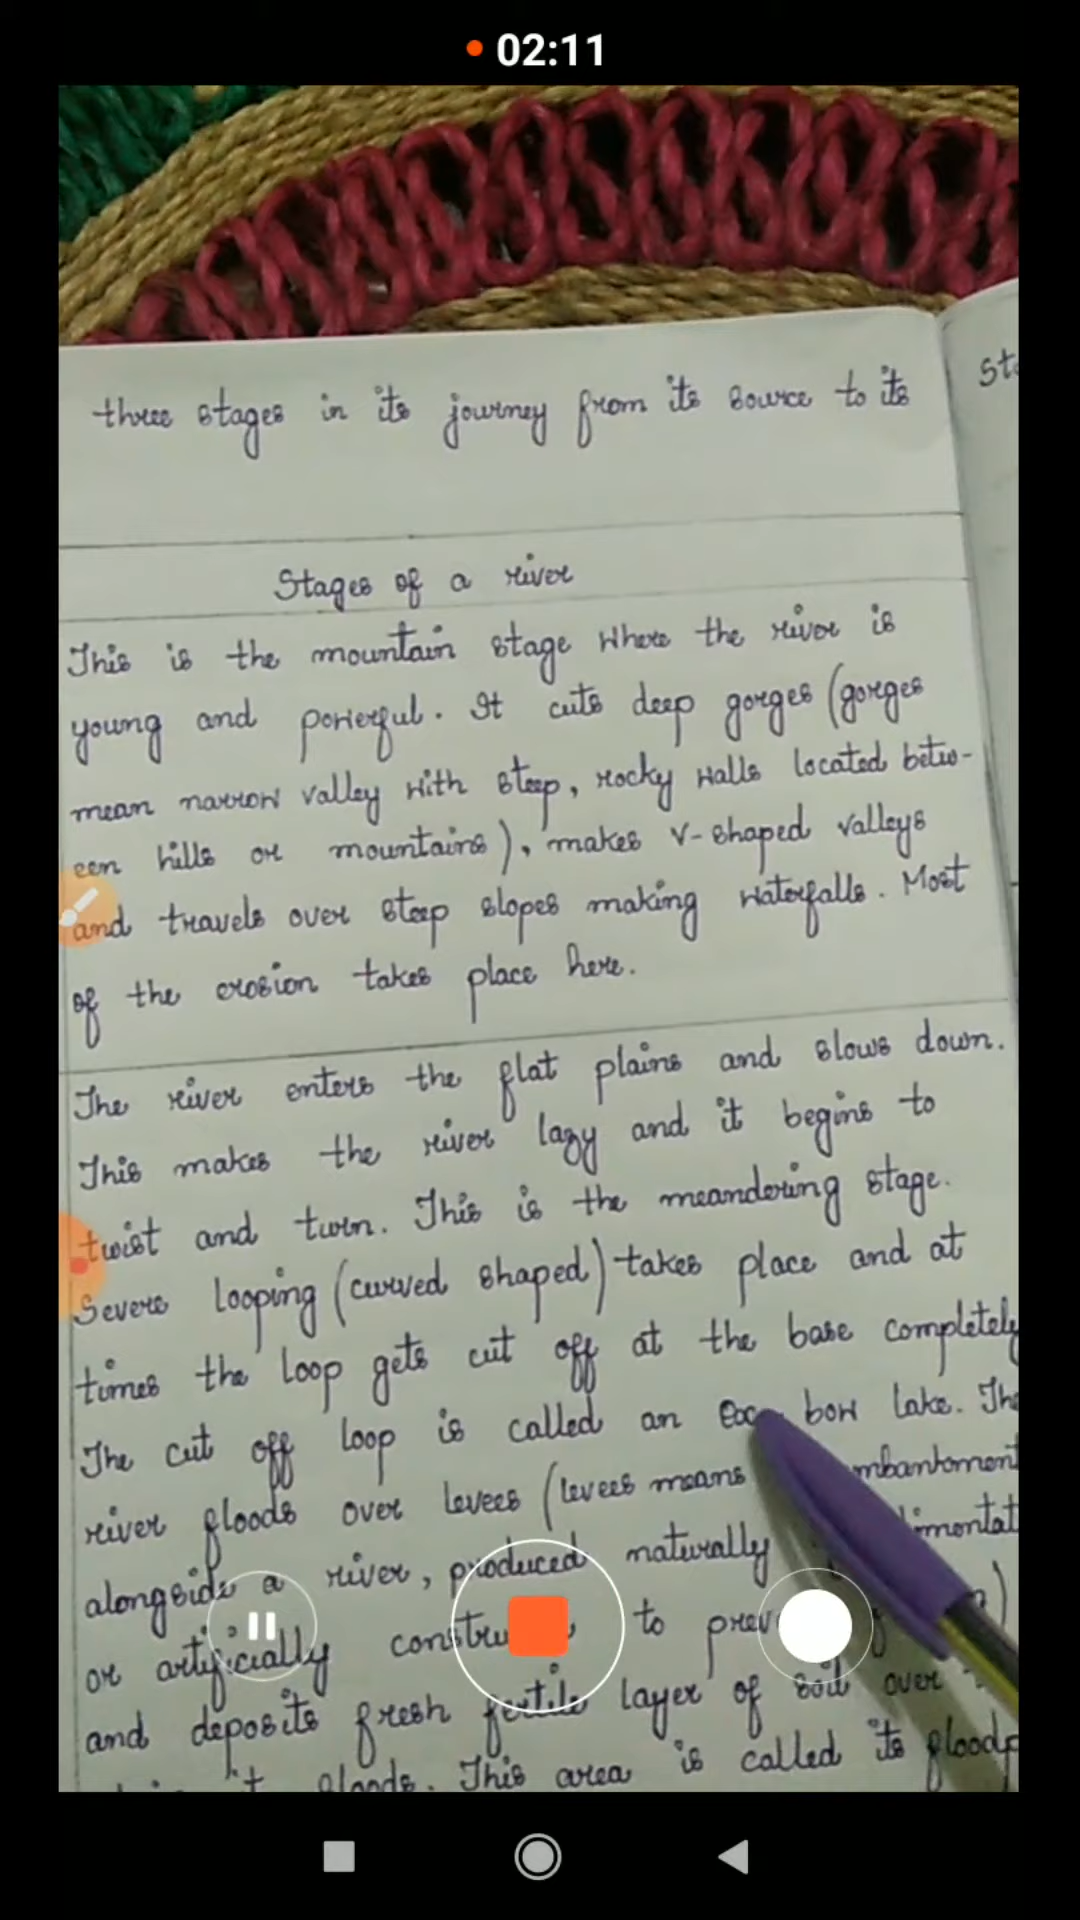 02:11
three stages in its journey from its source to its
St
Stages of a river
This is the mountain stage where the river is
young and powerful. It cuts deep gorges (gorges
mean narrow valley with steep, rocky walls located betw-
een hills or mountains), makes V-shaped valleys
and travels over steep slopes making waterfalls. Most
of the erosion takes place here.
The river enters the flat plains and slows down.
This makes the river lazy and it begins to
twist and turn. This is the meandering stage.
Severe looping (curved shaped) takes place and at
times the loop gets cut off at the base completely
The cut off loop is called an bow lake. The
river floods over levees (levees means
alongside a river, produced naturally
or artificially to
and deposits fresh fertile layer of soil over
floods. This area is called its